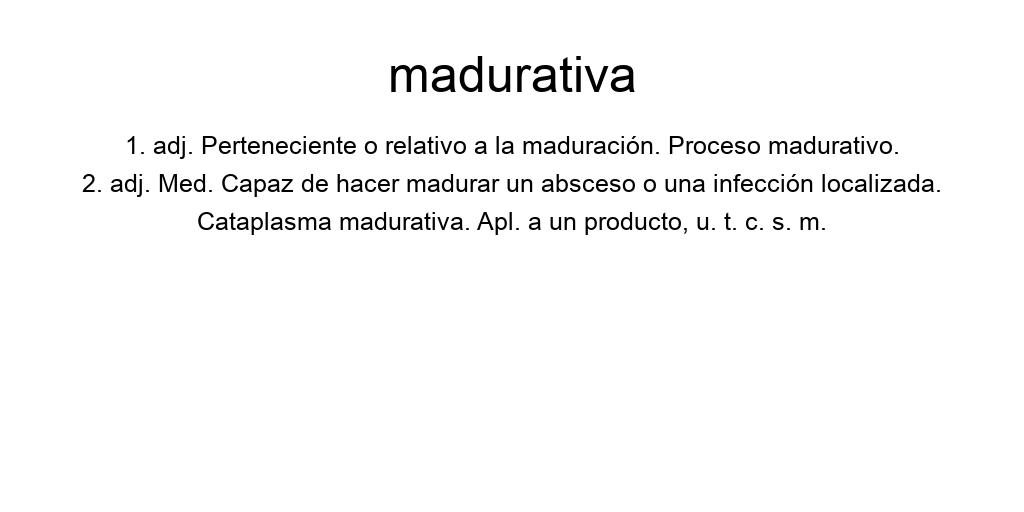 madurativa
1. adj. Perteneciente o relativo a la maduración. Proceso madurativo.
2. adj. Med. Capaz de hacer madurar un absceso o una infección localizada.
Cataplasma madurativa. Apl. a un producto, u. t. c. s. m.